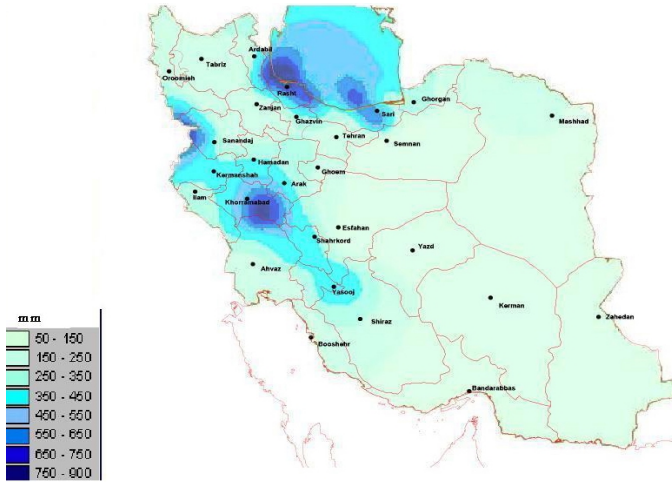 Ardabil
Tabriz
Oroomieh
Rasht
Ghorgan
Zanjan
Sari
Mashhad
Ghazvin
Tehran
Semnan
Sanandaj
Hamadan
Ghoem
Kermanshah
Arak
Ilam
Khorramabad
Esfahan
Shahrkord
Yazd
Ahvaz
Yasooj
Kerman
Zahedan
Shiraz
Booshehr
Bandarabbas
mm
50 - 150
150 - 250
250 - 350
350 - 450
450 - 550
550 - 650
650 - 750
750 - 900